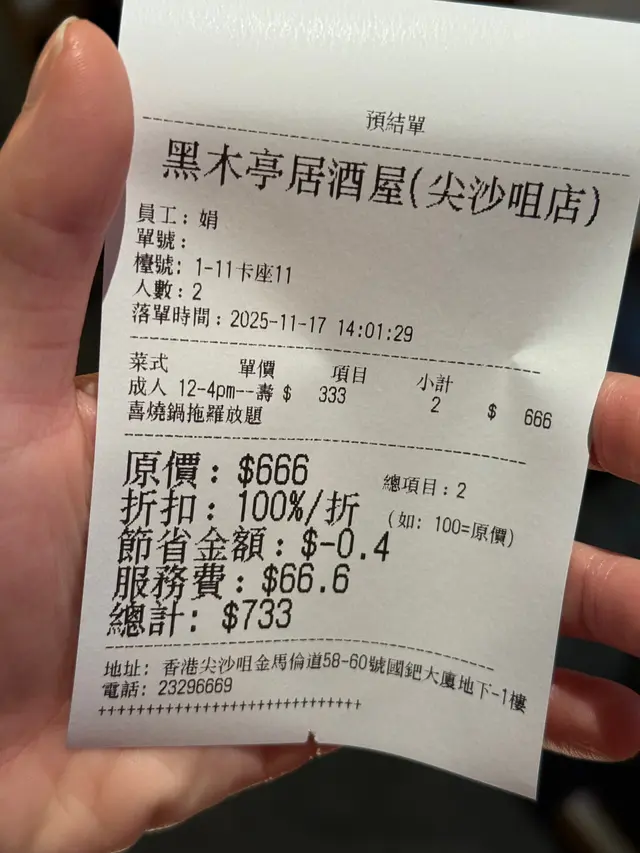 預結單
黑木亭居酒屋(尖沙咀店)
員工: 娟
單號:
檯號: 1-11卡座11
人數: 2
落單時間: 2025-11-17 14:01:29
菜式 單價 項目 小計
成人 12-4pm--壽 $ 333 2 $ 666
喜燒鍋拖羅放題
原價: $666 總項目: 2
折扣: 100%/折 (如: 100=原價)
節省金額: $-0.4
服務費: $66.6
總計: $733
地址: 香港尖沙咀金馬倫道58-60號國鈀大廈地下-1樓
電話: 23296669
+++++++++++++++++++++++++++